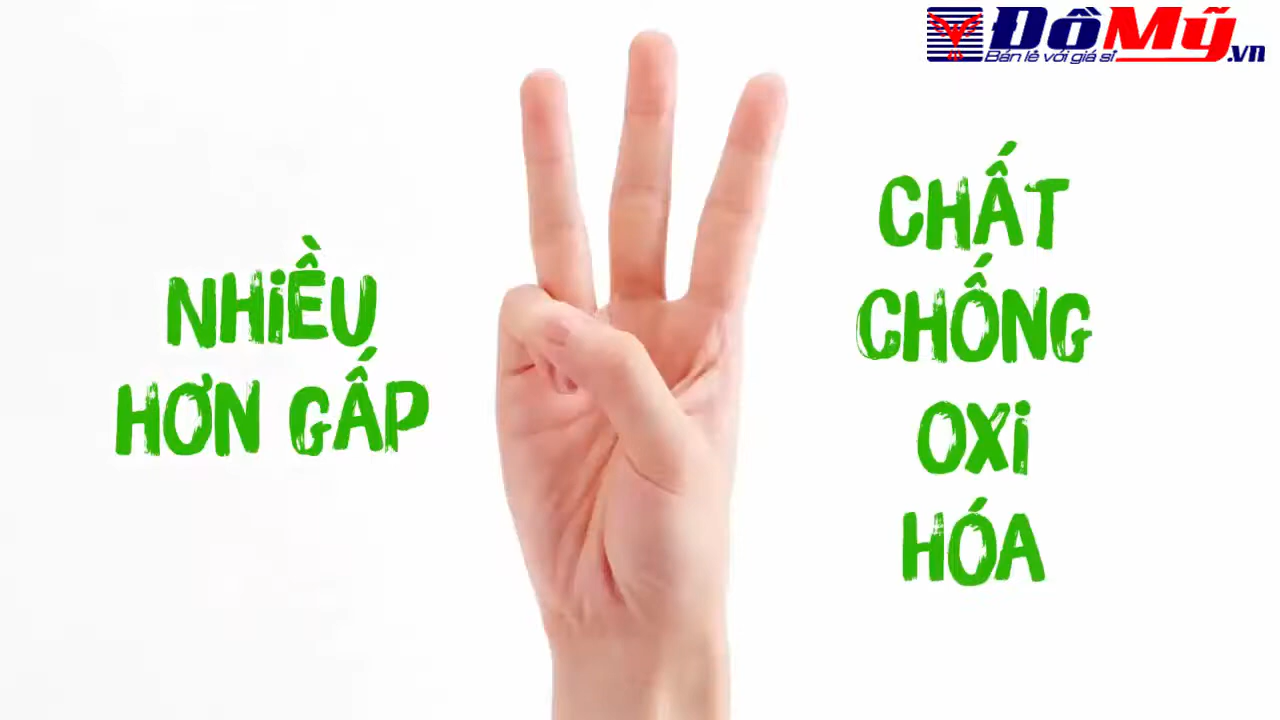 ĐồMỹ.vn
Bán lẻ với giá sỉ
NHiỀU
HƠN GẤP
CHẤT
CHỐNG
OXi
HÓA